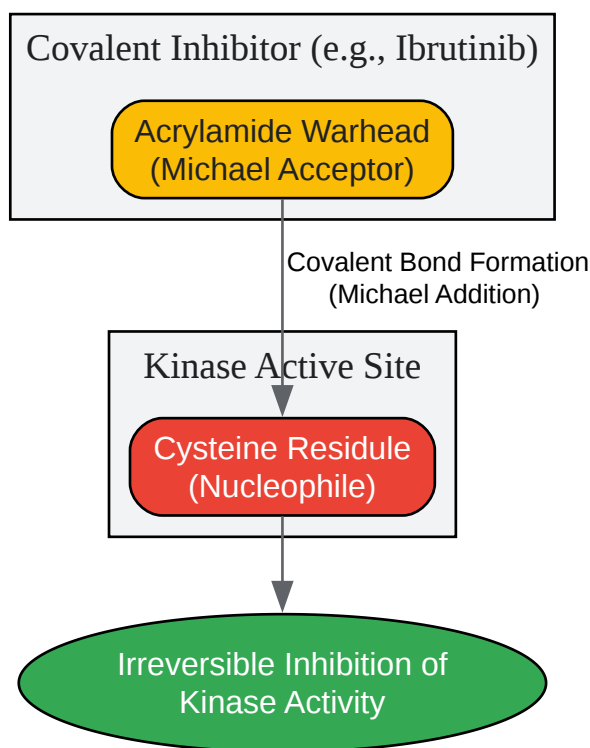 Covalent Inhibitor (e.g., Ibrutinib)
Acrylamide Warhead
(Michael Acceptor)
Covalent Bond Formation
(Michael Addition)
Kinase Active Site
Cysteine Residule
(Nucleophile)
Irreversible Inhibition of
Kinase Activity